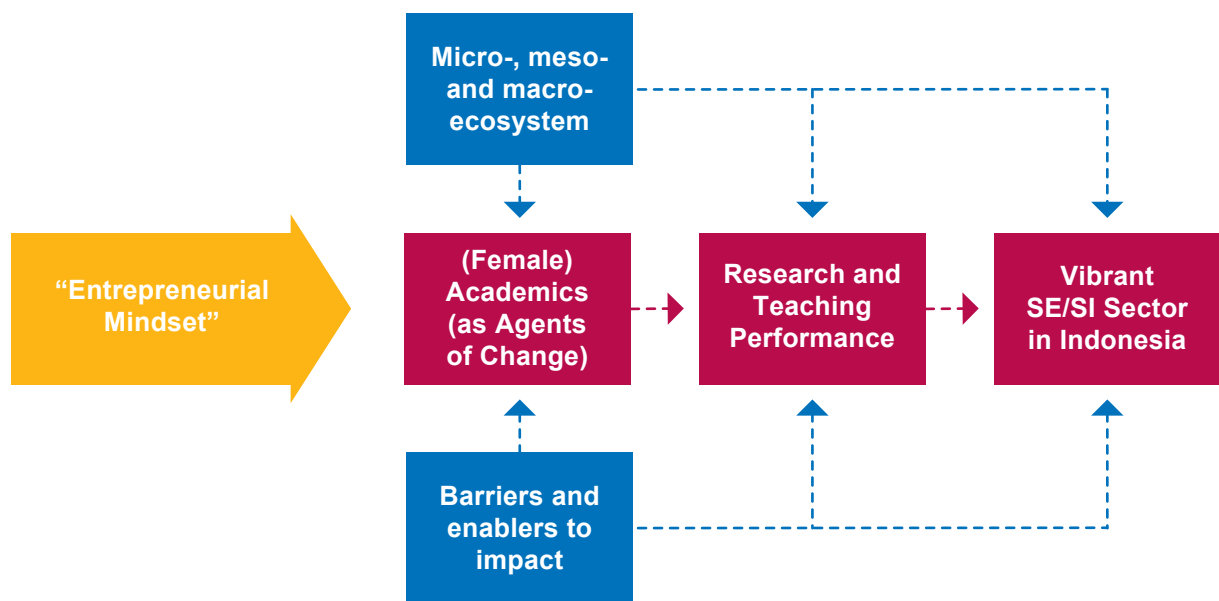 Micro-, meso-
and macro-
ecosystem
“Entrepreneurial
Mindset”
(Female)
Academics
(as Agents
of Change)
Research and
Teaching
Performance
Vibrant
SE/SI Sector
in Indonesia
Barriers and
enablers to
impact